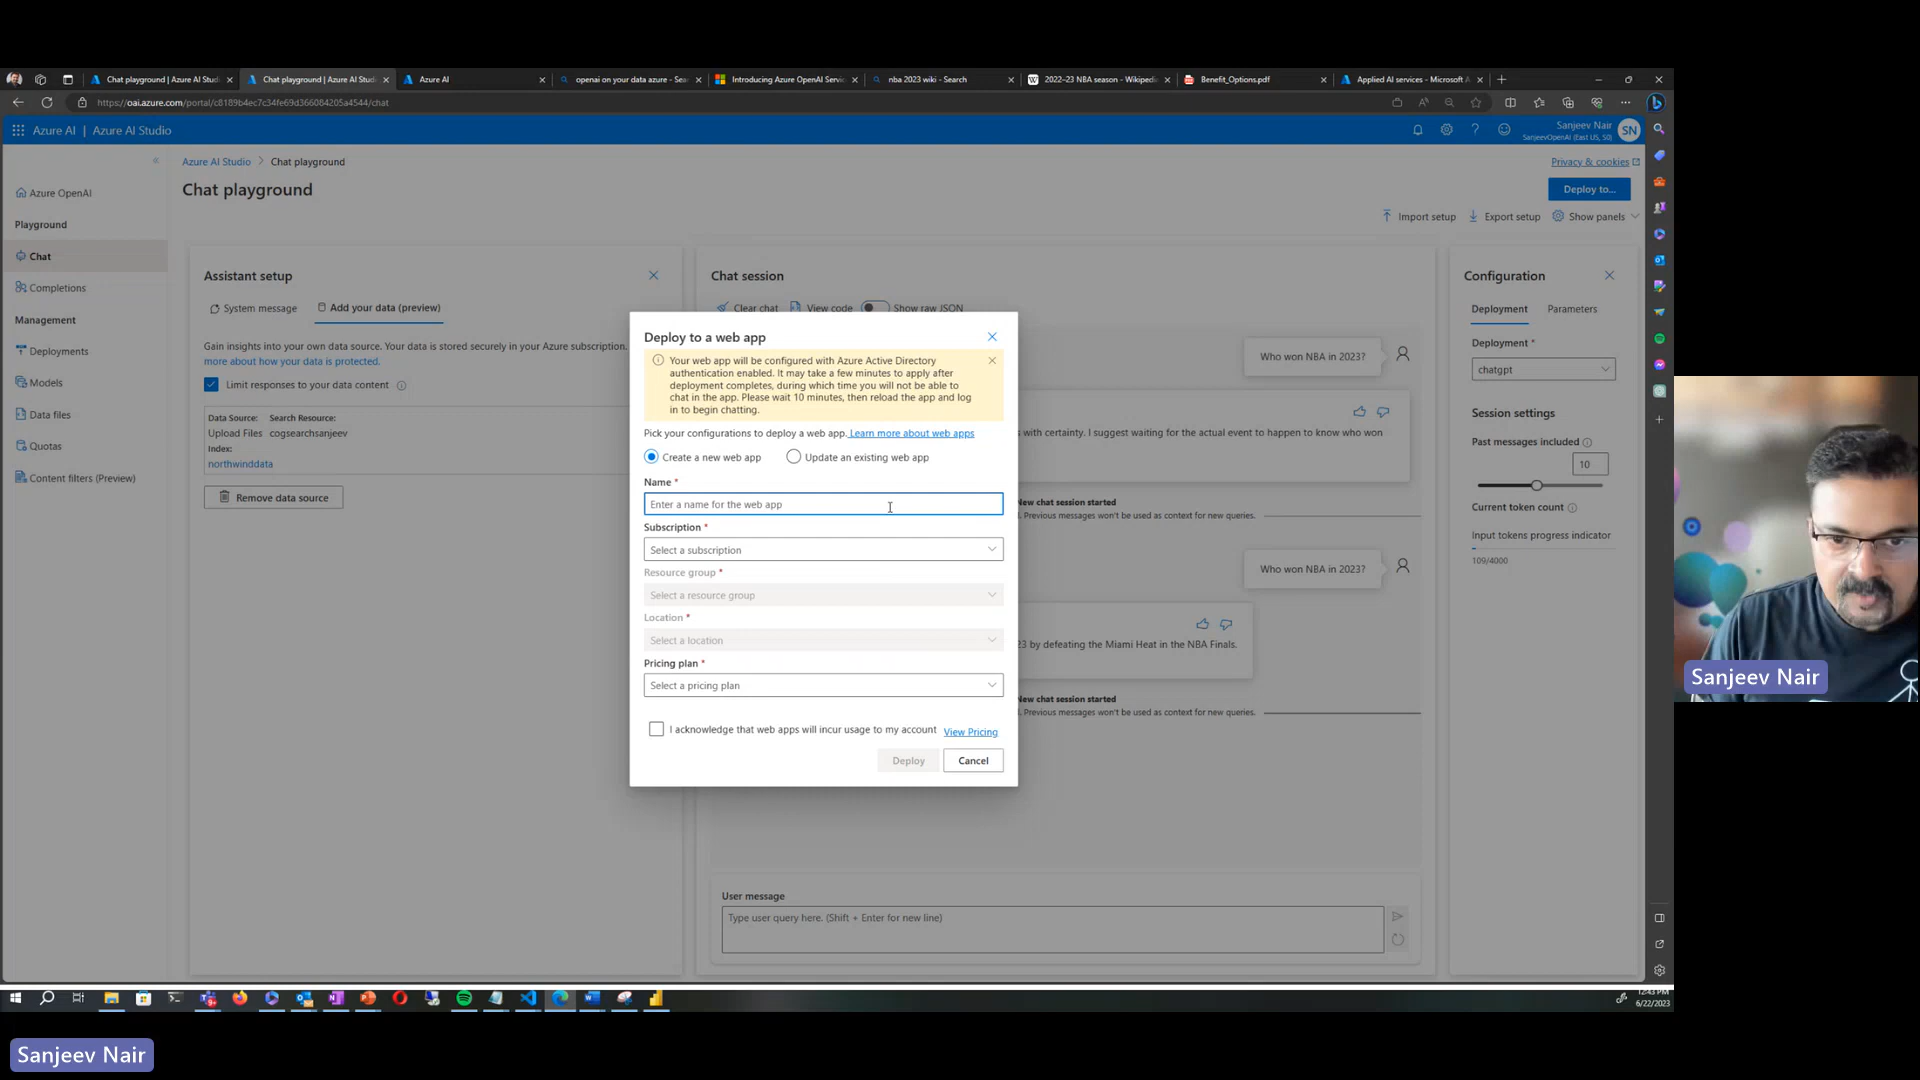 Chat playground | Azure AI Stud
Chat playground | Azure AI Stud
Azure AI
openai on your data azure - Sea
Introducing Azure OpenAI Servi
nba 2023 wiki - Search
2022–23 NBA season - Wikipedi
Benefit_Options.pdf
Applied AI services - Microsoft A
https://oai.azure.com/portal/c8189b4ec7c34fe69d366084205a4544/chat
Azure AI | Azure AI Studio
Sanjeev Nair
SanjeevOpenAI (East US, S0)
SN
Azure AI Studio > Chat playground
Privacy & cookies
Chat playground
Deploy to...
Import setup
Export setup
Show panels
Azure OpenAI
Playground
Chat
Completions
Management
Deployments
Models
Data files
Quotas
Content filters (Preview)
Assistant setup
System message
Add your data (preview)
Gain insights into your own data source. Your data is stored securely in your Azure subscription.
more about how your data is protected.
Limit responses to your data content
Data Source: Search Resource:
Upload Files cogsearchsanjeev
Index:
northwinddata
Remove data source
Chat session
Clear chat
View code
Show raw JSON
Who won NBA in 2023?
with certainty. I suggest waiting for the actual event to happen to know who won
New chat session started
Previous messages won't be used as context for new queries.
Who won NBA in 2023?
23 by defeating the Miami Heat in the NBA Finals.
New chat session started
Previous messages won't be used as context for new queries.
User message
Type user query here. (Shift + Enter for new line)
Deploy to a web app
Your web app will be configured with Azure Active Directory
authentication enabled. It may take a few minutes to apply after
deployment completes, during which time you will not be able to
chat in the app. Please wait 10 minutes, then reload the app and log
in to begin chatting.
Pick your configurations to deploy a web app. Learn more about web apps
Create a new web app
Update an existing web app
Name *
Enter a name for the web app
Subscription *
Select a subscription
Resource group *
Select a resource group
Location *
Select a location
Pricing plan *
Select a pricing plan
I acknowledge that web apps will incur usage to my account
View Pricing
Deploy
Cancel
Configuration
Deployment
Parameters
Deployment *
chatgpt
Session settings
Past messages included
10
Current token count
Input tokens progress indicator
109/4000
12:43 PM
6/22/2023
Sanjeev Nair
Sanjeev Nair